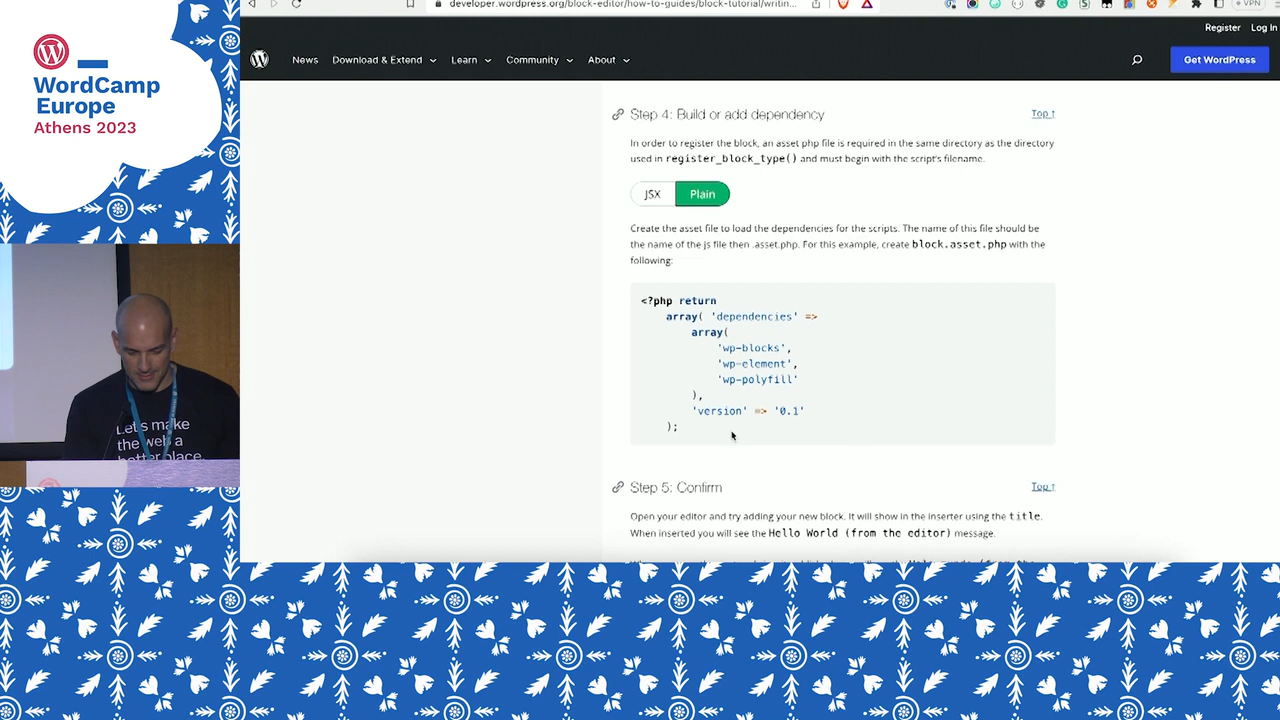 WordCamp
Europe
Athens 2023
Let's make
the web a
better place.
developer.wordpress.org/block-editor/how-to-guides/block-tutorial/writin...
VPN
Register Log In
News Download & Extend Learn Community About
Get WordPress
Step 4: Build or add dependency Top ↑
In order to register the block, an asset php file is required in the same directory as the directory
used in register_block_type() and must begin with the script's filename.
JSX Plain
Create the asset file to load the dependencies for the scripts. The name of this file should be
the name of the js file then .asset.php. For this example, create block.asset.php with the
following:
<?php return
array( 'dependencies' =>
array(
'wp-blocks',
'wp-element',
'wp-polyfill'
),
'version' => '0.1'
);
Step 5: Confirm Top ↑
Open your editor and try adding your new block. It will show in the inserter using the title.
When inserted you will see the Hello World (from the editor) message.